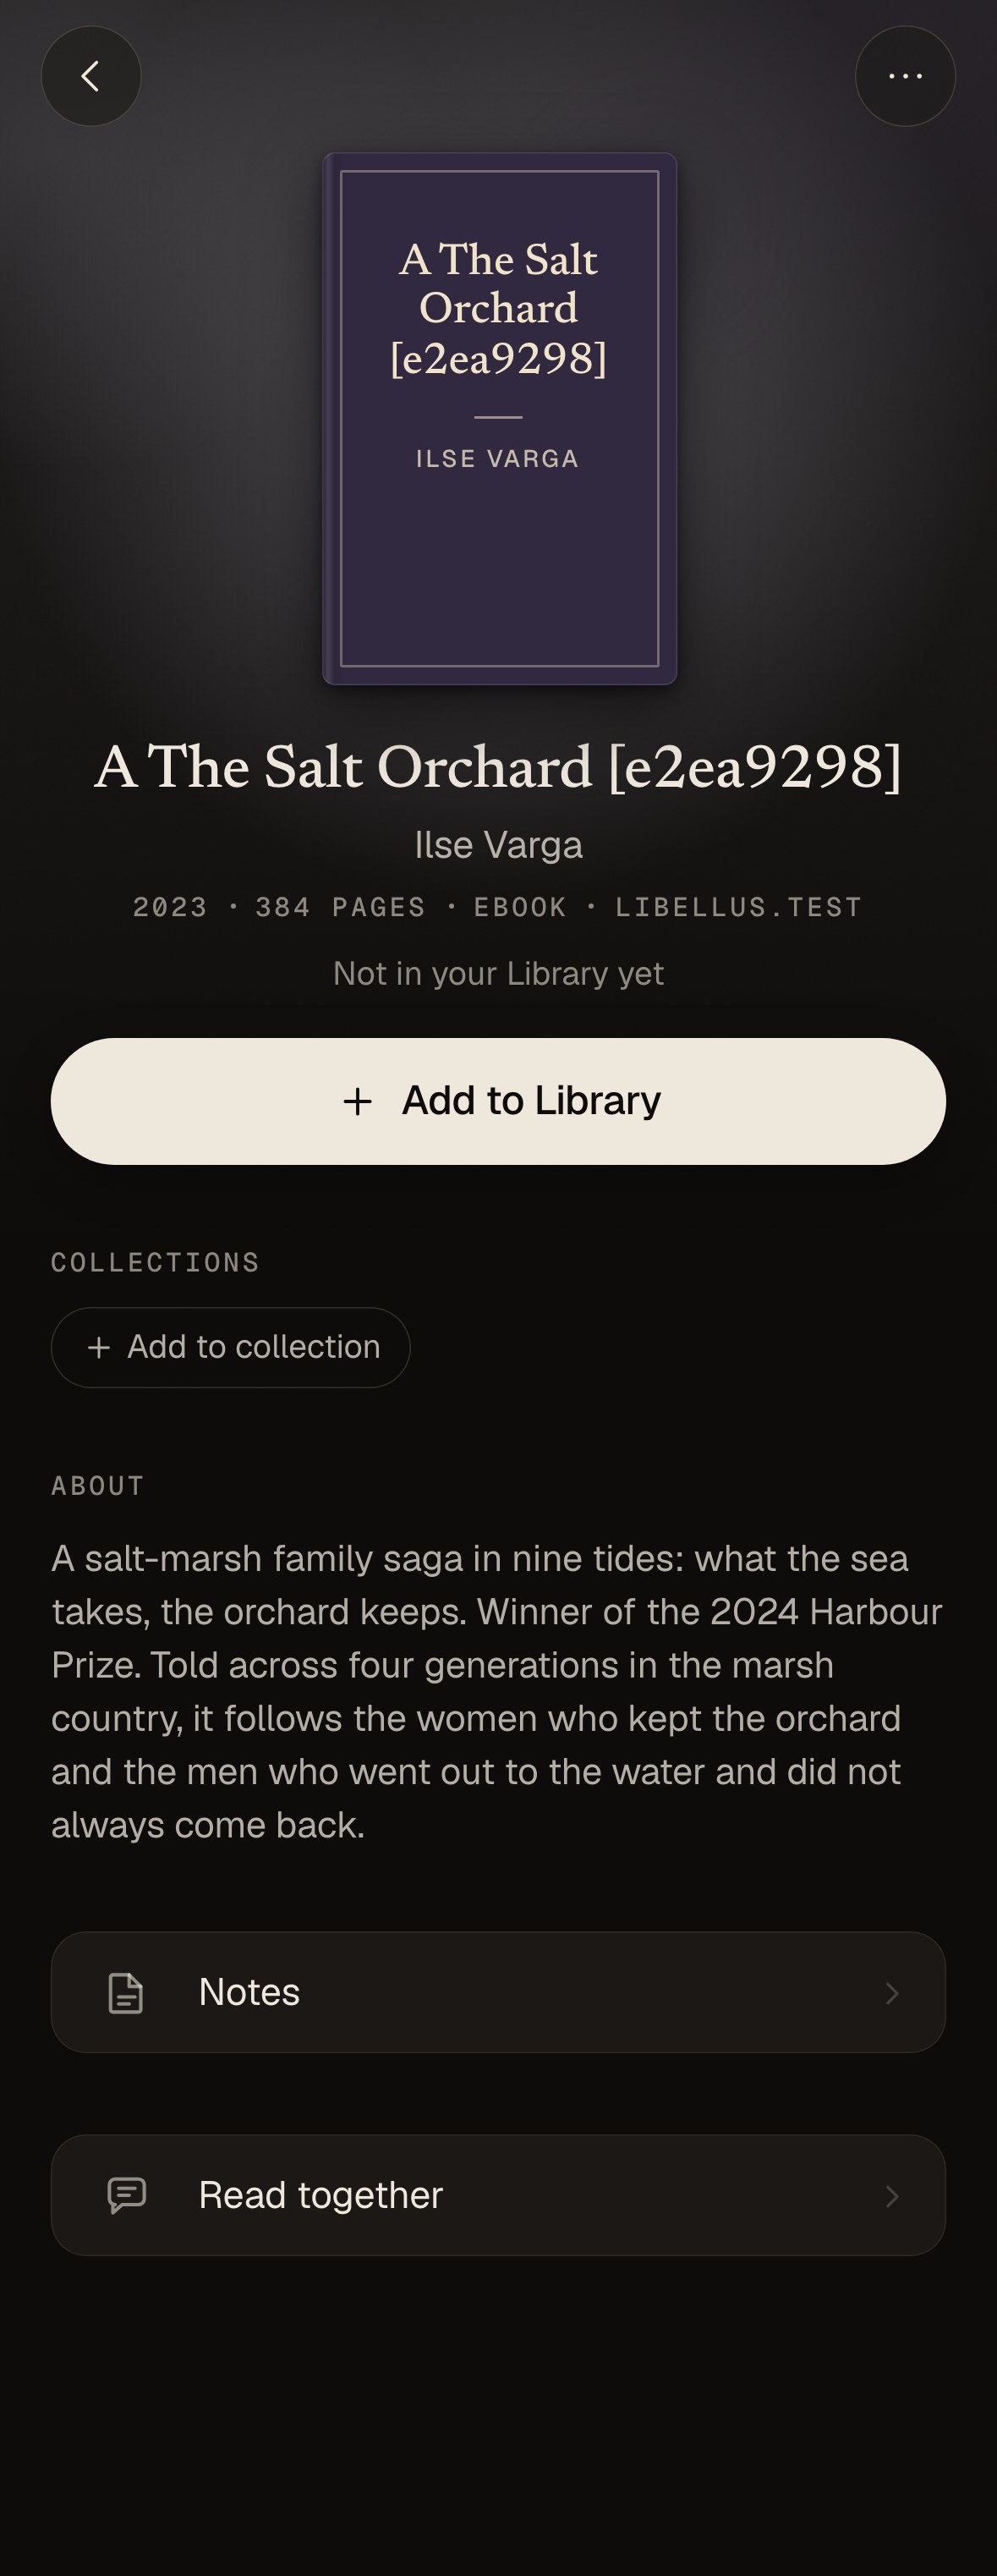 A The Salt
Orchard
[e2ea9298]
ILSE VARGA
A The Salt Orchard [e2ea9298]
Ilse Varga
2023 · 384 PAGES · EBOOK · LIBELLUS.TEST
Not in your Library yet
+ Add to Library
COLLECTIONS
+ Add to collection
ABOUT
A salt-marsh family saga in nine tides: what the sea
takes, the orchard keeps. Winner of the 2024 Harbour
Prize. Told across four generations in the marsh
country, it follows the women who kept the orchard
and the men who went out to the water and did not
always come back.
Notes
Read together